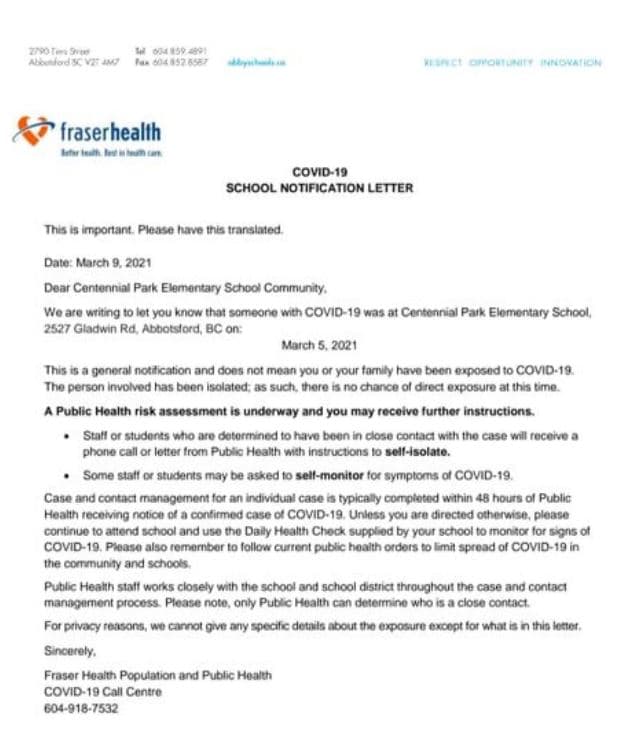 2790 Tims Street Tel 604.859.4891
Abbotsford BC V2T 4M7 Fax 604.852.8587 abbyschools.ca RESPECT OPPORTUNITY INNOVATION
fraserhealth
Better health. Best in health care.
COVID-19
SCHOOL NOTIFICATION LETTER
This is important. Please have this translated.
Date: March 9, 2021
Dear Centennial Park Elementary School Community,
We are writing to let you know that someone with COVID-19 was at Centennial Park Elementary School,
2527 Gladwin Rd, Abbotsford, BC on:
March 5, 2021
This is a general notification and does not mean you or your family have been exposed to COVID-19.
The person involved has been isolated; as such, there is no chance of direct exposure at this time.
A Public Health risk assessment is underway and you may receive further instructions.
• Staff or students who are determined to have been in close contact with the case will receive a
phone call or letter from Public Health with instructions to self-isolate.
• Some staff or students may be asked to self-monitor for symptoms of COVID-19.
Case and contact management for an individual case is typically completed within 48 hours of Public
Health receiving notice of a confirmed case of COVID-19. Unless you are directed otherwise, please
continue to attend school and use the Daily Health Check supplied by your school to monitor for signs of
COVID-19. Please also remember to follow current public health orders to limit spread of COVID-19 in
the community and schools.
Public Health staff works closely with the school and school district throughout the case and contact
management process. Please note, only Public Health can determine who is a close contact.
For privacy reasons, we cannot give any specific details about the exposure except for what is in this letter.
Sincerely,
Fraser Health Population and Public Health
COVID-19 Call Centre
604-918-7532